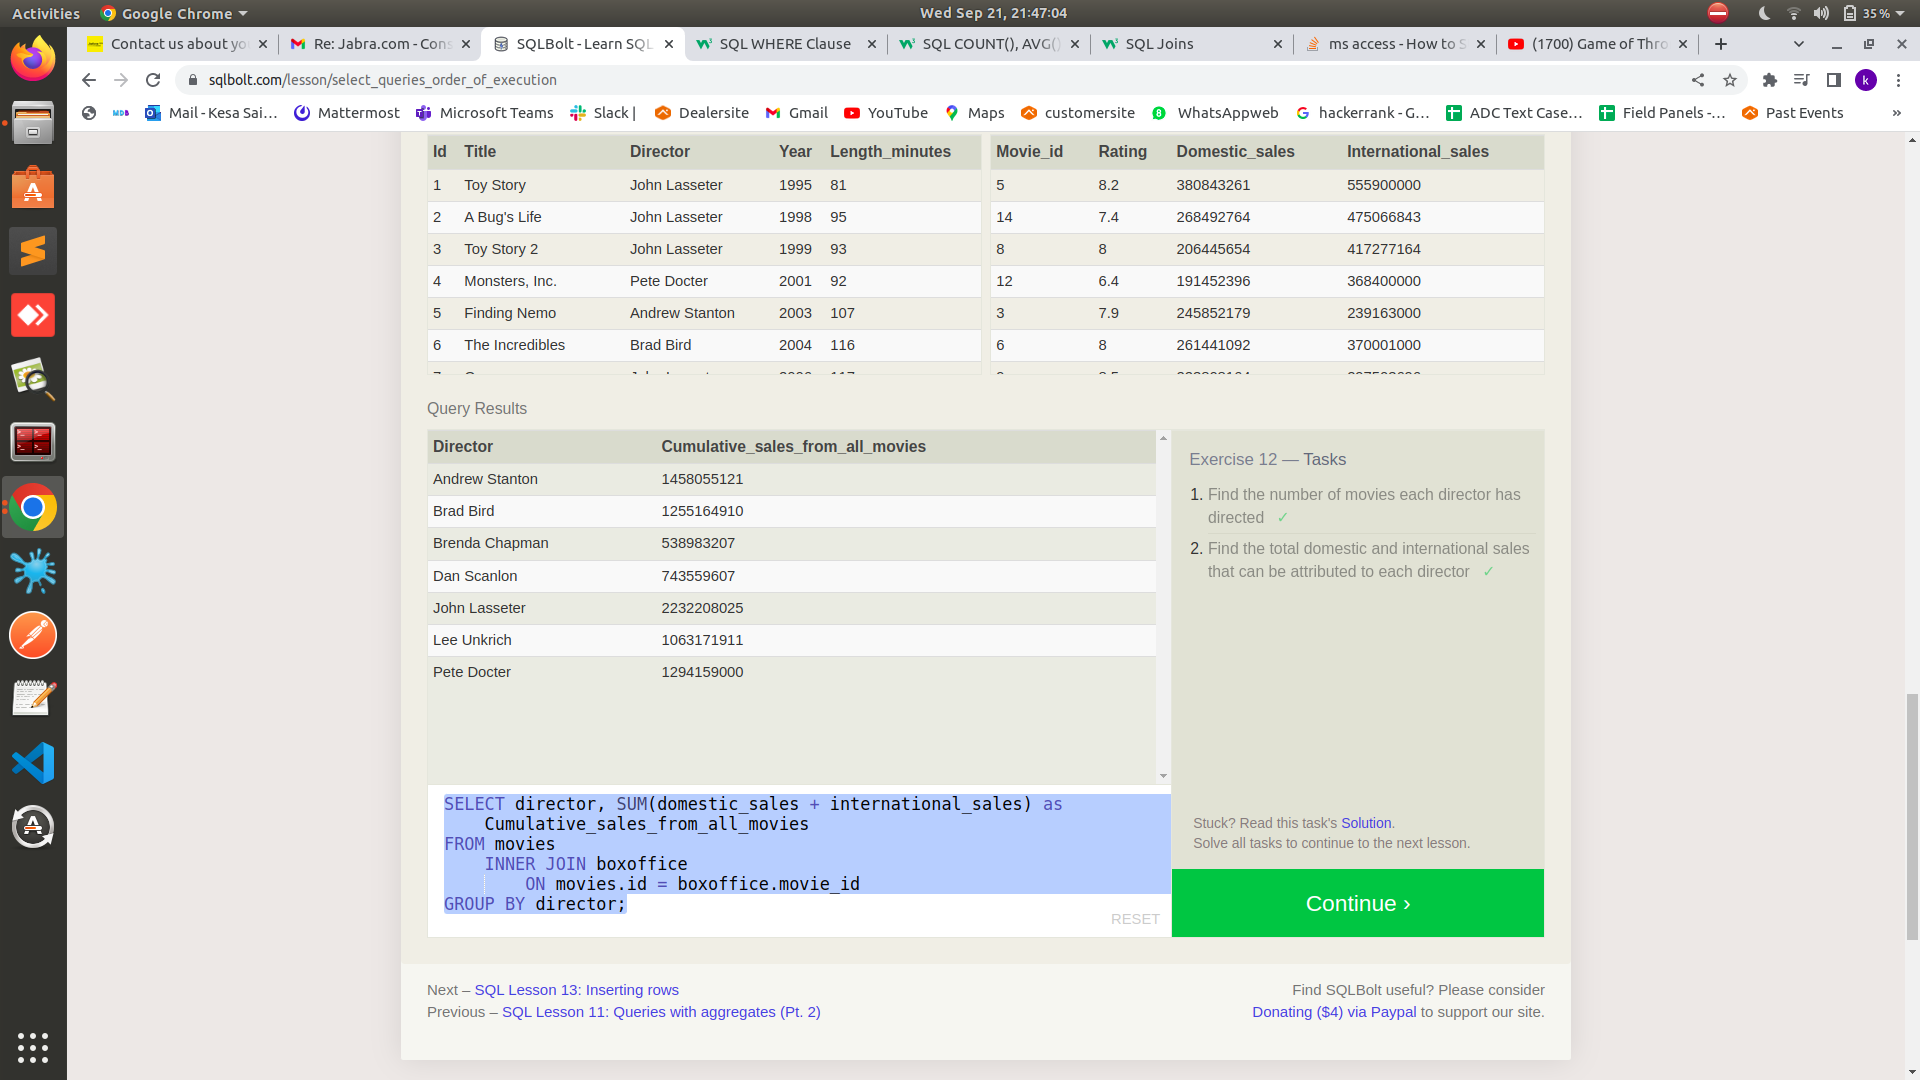 Activities Google Chrome Wed Sep 21, 21:47:04 35%
Contact us about yo Re: Jabra.com - Cons SQLBolt - Learn SQL SQL WHERE Clause SQL COUNT(), AVG() SQL Joins ms access - How to S (1700) Game of Thro
sqlbolt.com/lesson/select_queries_order_of_execution k
MDB Mail - Kesa Sai... Mattermost Microsoft Teams Slack | Dealersite Gmail YouTube Maps customersite WhatsAppweb hackerrank - G... ADC Text Case... Field Panels -... Past Events »
Id Title Director Year Length_minutes
1 Toy Story John Lasseter 1995 81
2 A Bug's Life John Lasseter 1998 95
3 Toy Story 2 John Lasseter 1999 93
4 Monsters, Inc. Pete Docter 2001 92
5 Finding Nemo Andrew Stanton 2003 107
6 The Incredibles Brad Bird 2004 116
Movie_id Rating Domestic_sales International_sales
5 8.2 380843261 555900000
14 7.4 268492764 475066843
8 8 206445654 417277164
12 6.4 191452396 368400000
3 7.9 245852179 239163000
6 8 261441092 370001000
Query Results
Director Cumulative_sales_from_all_movies
Andrew Stanton 1458055121
Brad Bird 1255164910
Brenda Chapman 538983207
Dan Scanlon 743559607
John Lasseter 2232208025
Lee Unkrich 1063171911
Pete Docter 1294159000
Exercise 12 — Tasks
1. Find the number of movies each director has
directed ✓
2. Find the total domestic and international sales
that can be attributed to each director ✓
SELECT director, SUM(domestic_sales + international_sales) as
Cumulative_sales_from_all_movies
FROM movies
INNER JOIN boxoffice
ON movies.id = boxoffice.movie_id
GROUP BY director;
RESET
Stuck? Read this task's Solution.
Solve all tasks to continue to the next lesson.
Continue ›
Next – SQL Lesson 13: Inserting rows
Previous – SQL Lesson 11: Queries with aggregates (Pt. 2)
Find SQLBolt useful? Please consider
Donating ($4) via Paypal to support our site.